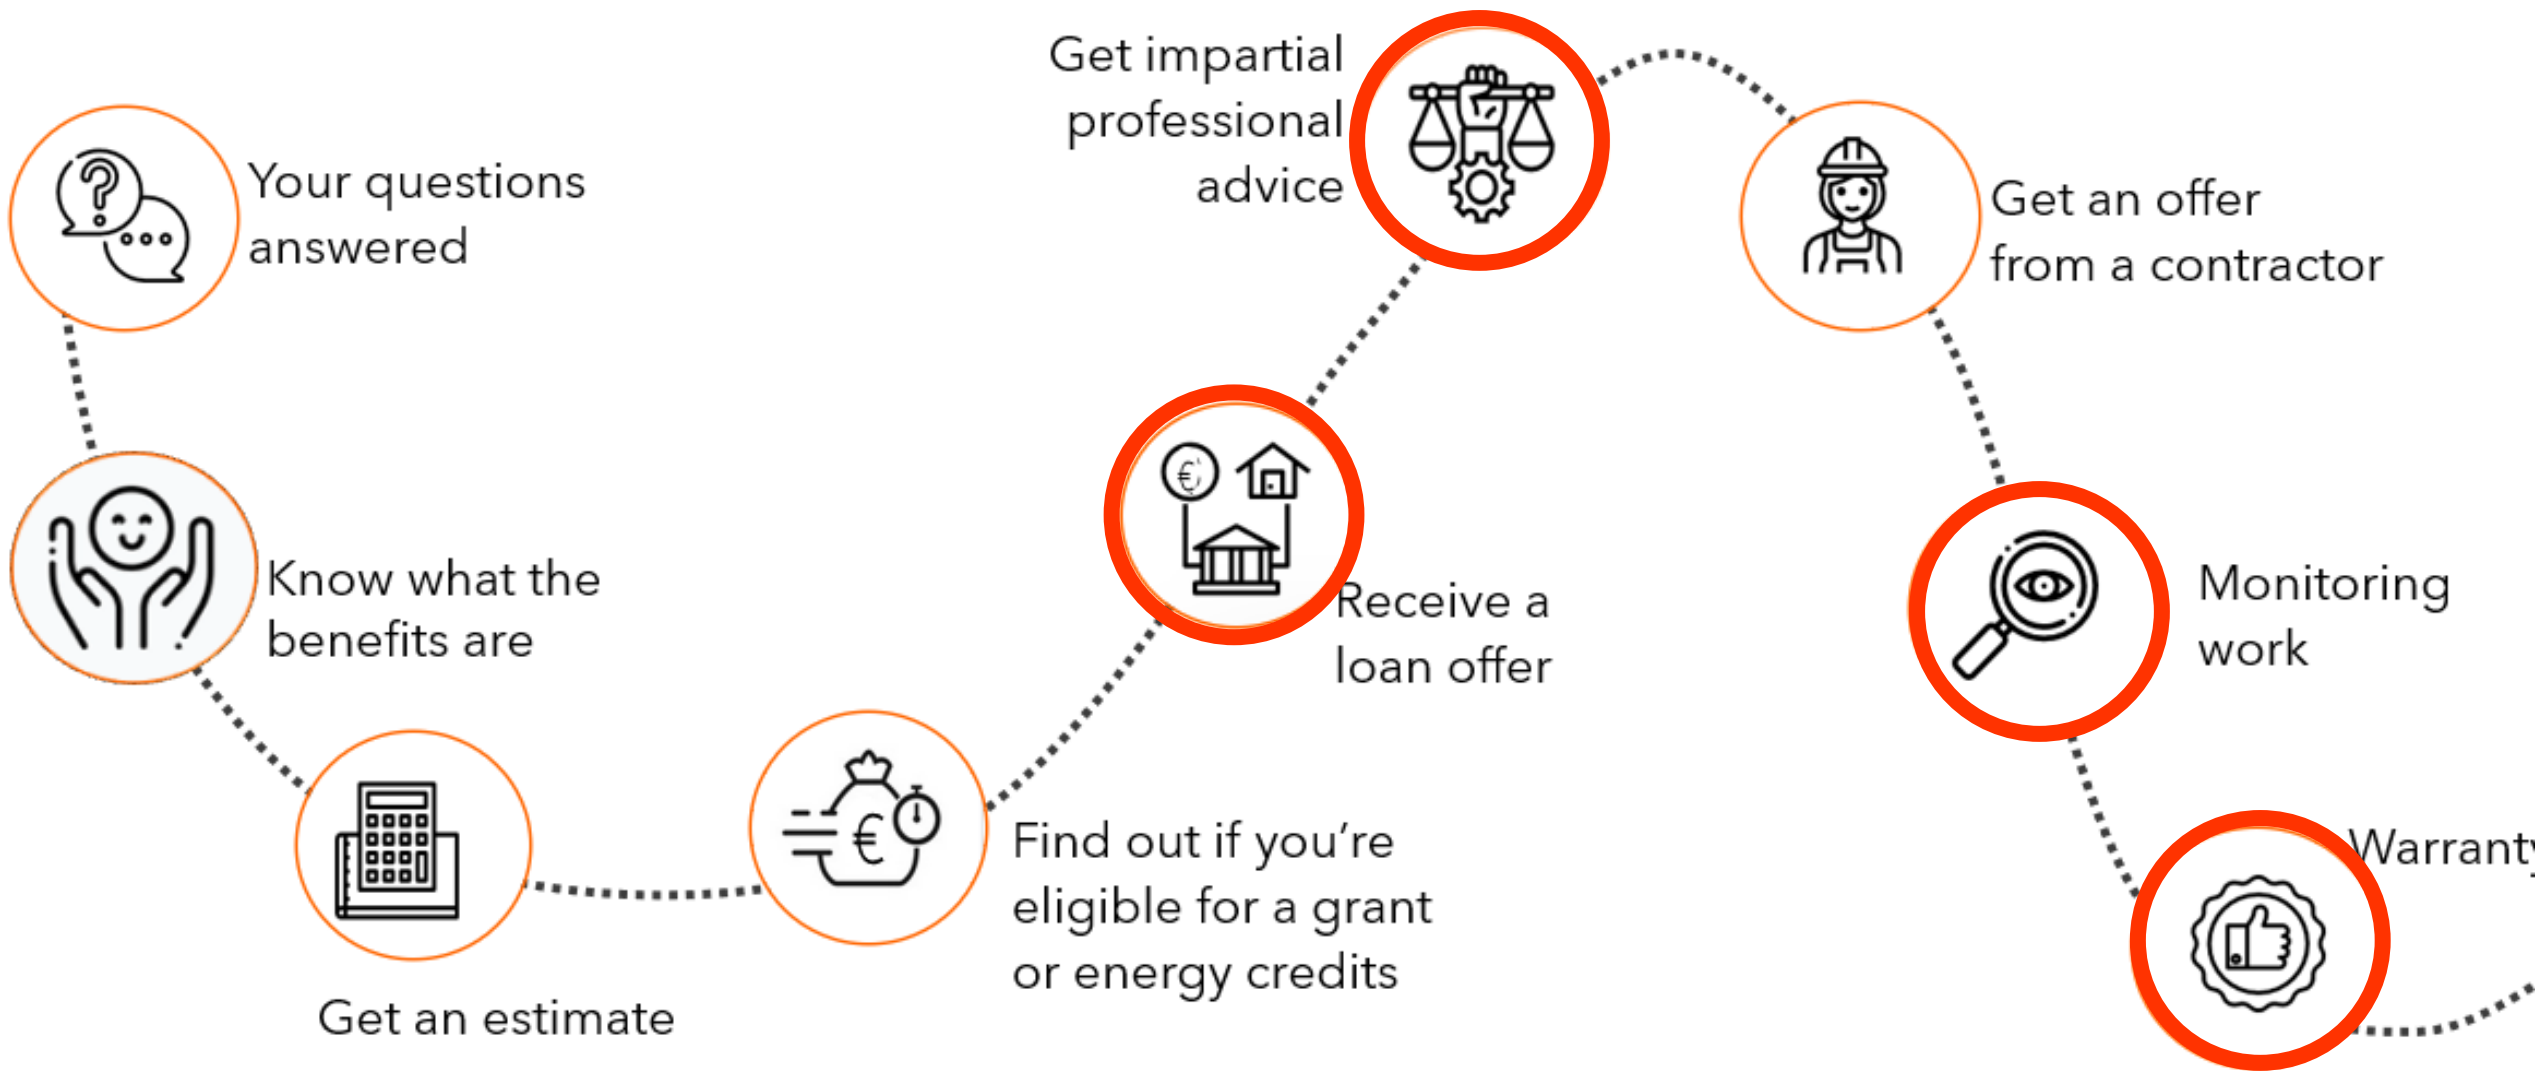 Your questions
answered
Know what the
benefits are
Get an estimate
Find out if you’re
eligible for a grant
or energy credits
Receive a
loan offer
Get impartial
professional
advice
Get an offer
from a contractor
Monitoring
work
Warranty